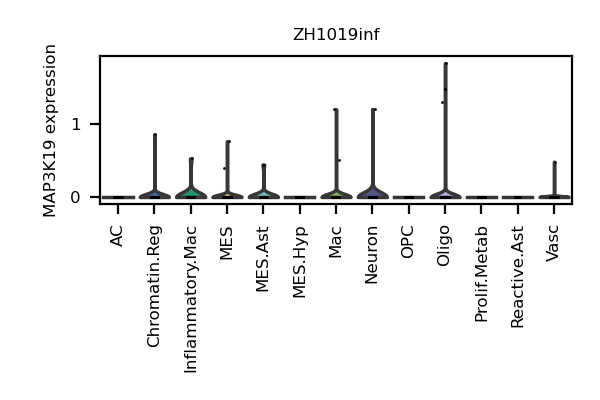 ZH1019inf
MAP3K19 expression
1
0
AC
Chromatin.Reg
Inflammatory.Mac
MES
MES.Ast
MES.Hyp
Mac
Neuron
OPC
Oligo
Prolif.Metab
Reactive.Ast
Vasc